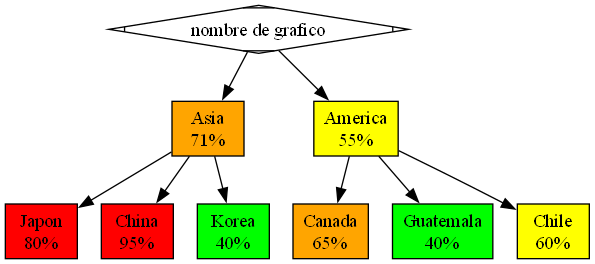 nombre de grafico
Asia
71%
America
55%
Japon
80%
China
95%
Korea
40%
Canada
65%
Guatemala
40%
Chile
60%